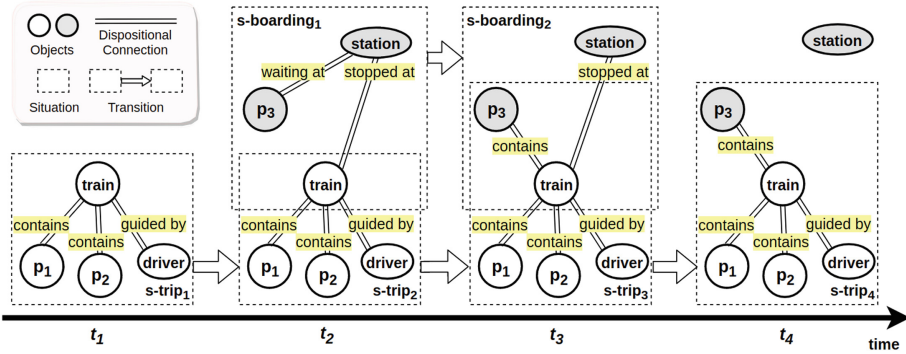 Objects
Dispositional
Connection
Situation
Transition
train
contains
contains
guided by
p1
p2
driver
s-trip1
s-boarding1
station
waiting at
stopped at
p3
train
contains
contains
guided by
p1
p2
driver
s-trip2
s-boarding2
station
stopped at
p3
contains
train
contains
contains
guided by
p1
p2
driver
s-trip3
station
p3
contains
train
contains
contains
guided by
p1
p2
driver
s-trip4
t1
t2
t3
t4
time